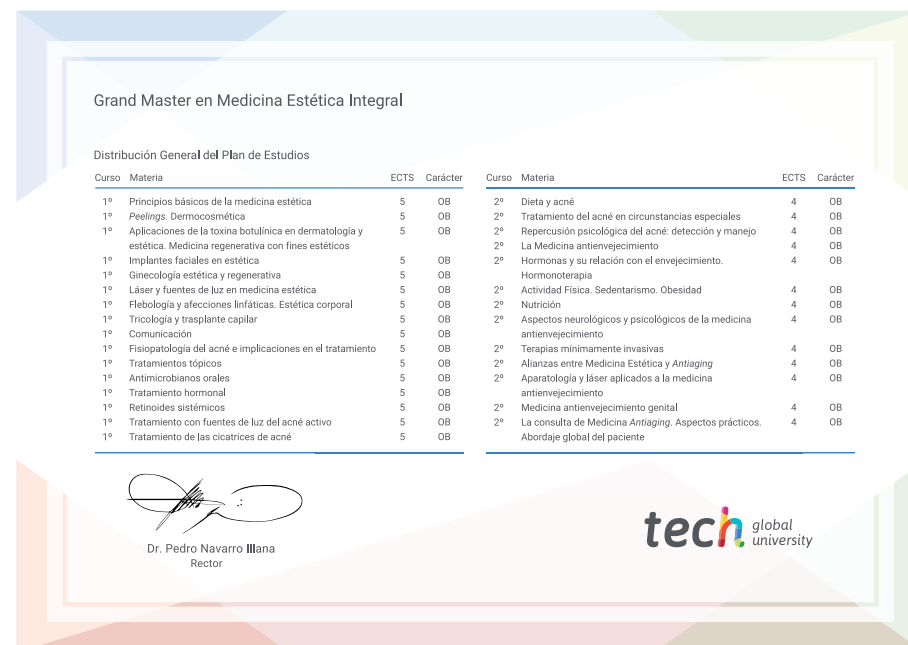 Grand Master en Medicina Estética Integral
Distribución General del Plan de Estudios
Curso Materia ECTS Carácter
1º Principios básicos de la medicina estética 5 OB
1º Peelings. Dermocosmética 5 OB
1º Aplicaciones de la toxina botulínica en dermatología y 5 OB
estética. Medicina regenerativa con fines estéticos
1º Implantes faciales en estética 5 OB
1º Ginecología estética y regenerativa 5 OB
1º Láser y fuentes de luz en medicina estética 5 OB
1º Flebología y afecciones linfáticas. Estética corporal 5 OB
1º Tricología y trasplante capilar 5 OB
1º Comunicación 5 OB
1º Fisiopatología del acné e implicaciones en el tratamiento 5 OB
1º Tratamientos tópicos 5 OB
1º Antimicrobianos orales 5 OB
1º Tratamiento hormonal 5 OB
1º Retinoides sistémicos 5 OB
1º Tratamiento con fuentes de luz del acné activo 5 OB
1º Tratamiento de las cicatrices de acné 5 OB
Curso Materia ECTS Carácter
2º Dieta y acné 4 OB
2º Tratamiento del acné en circunstancias especiales 4 OB
2º Repercusión psicológica del acné: detección y manejo 4 OB
2º La Medicina antienvejecimiento 4 OB
2º Hormonas y su relación con el envejecimiento. 4 OB
Hormonoterapia
2º Actividad Física. Sedentarismo. Obesidad 4 OB
2º Nutrición 4 OB
2º Aspectos neurológicos y psicológicos de la medicina 4 OB
antienvejecimiento
2º Terapias mínimamente invasivas 4 OB
2º Alianzas entre Medicina Estética y Antiaging 4 OB
2º Aparatología y láser aplicados a la medicina 4 OB
antienvejecimiento
2º Medicina antienvejecimiento genital 4 OB
2º La consulta de Medicina Antiaging. Aspectos prácticos. 4 OB
Abordaje global del paciente
Dr. Pedro Navarro Illana
Rector
tech global
university